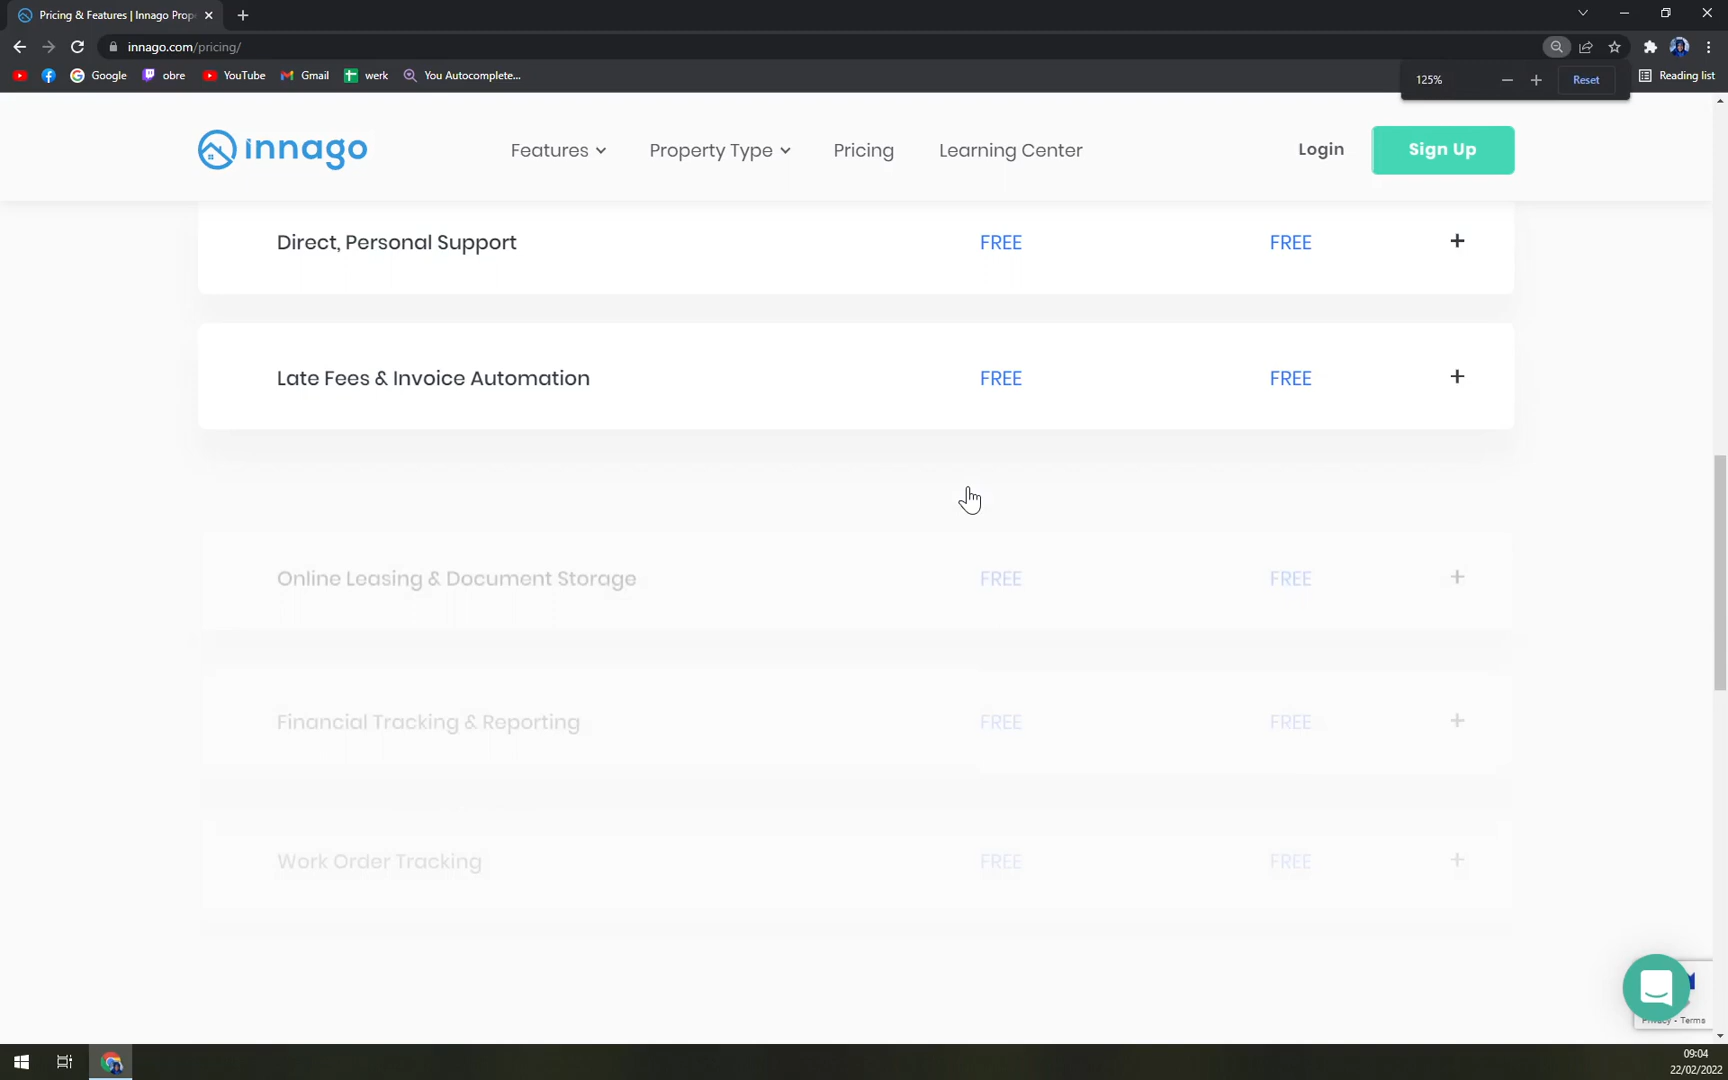 Pricing & Features | Innago Prop
innago.com/pricing/
Google
obre
YouTube
Gmail
werk
You Autocomplete...
Reading list
125%
Reset
innago
Features
Property Type
Pricing
Learning Center
Login
Sign Up
Direct, Personal Support FREE FREE +
Late Fees & Invoice Automation FREE FREE +
Online Leasing & Document Storage FREE FREE +
Financial Tracking & Reporting FREE FREE +
Work Order Tracking FREE FREE +
Privacy - Terms
09:04
22/02/2022